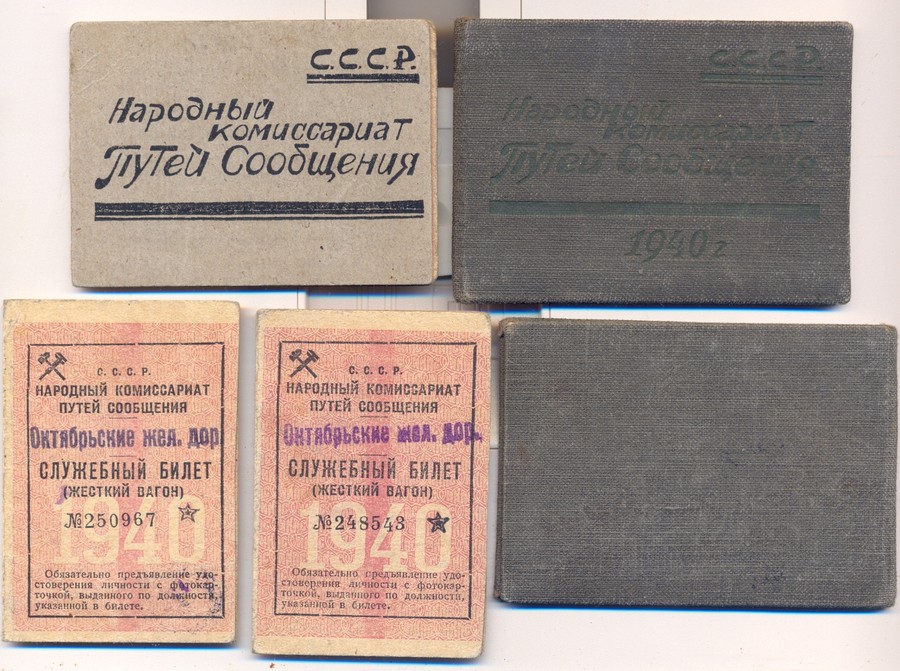 С.С.С.Р.
Народный
комиссариат
Путей Сообщения
С.С.С.Р.
Народный
комиссариат
Путей Сообщения
1940 г
С. С. С. Р.
НАРОДНЫЙ КОМИССАРИАТ
ПУТЕЙ СООБЩЕНИЯ
Октябрьские жел. дор.
СЛУЖЕБНЫЙ БИЛЕТ
(ЖЕСТКИЙ ВАГОН)
№250967
1940
Обязательно предъявление удо-
стоверения личности с фотокар-
точкой, выданного по должности,
указанной в билете.
С. С. С. Р.
НАРОДНЫЙ КОМИССАРИАТ
ПУТЕЙ СООБЩЕНИЯ
Октябрьские жел. дор.
СЛУЖЕБНЫЙ БИЛЕТ
(ЖЕСТКИЙ ВАГОН)
№248543
1940
Обязательно предъявление удо-
стоверения личности с фотокар-
точкой, выданного по должности,
указанной в билете.